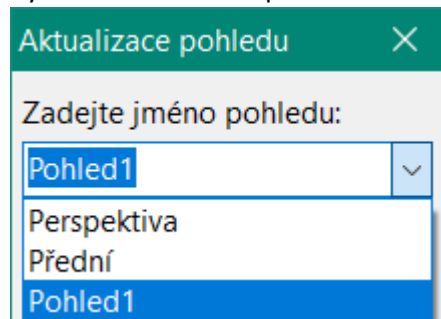 Aktualizace pohledu
Zadejte jméno pohledu:
Pohled1
Perspektiva
Přední
Pohled1